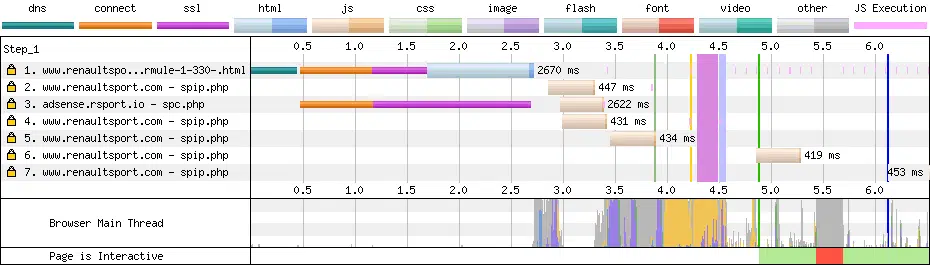 dns connect ssl html js css image flash font video other JS Execution
Step_1 0.5 1.0 1.5 2.0 2.5 3.0 3.5 4.0 4.5 5.0 5.5 6.0
1. www.renaultspo...rmule-1-330-.html 2670 ms
2. www.renaultsport.com - spip.php 447 ms
3. adsense.rsport.io - spc.php 2622 ms
4. www.renaultsport.com - spip.php 431 ms
5. www.renaultsport.com - spip.php 434 ms
6. www.renaultsport.com - spip.php 419 ms
7. www.renaultsport.com - spip.php 453 ms
0.5 1.0 1.5 2.0 2.5 3.0 3.5 4.0 4.5 5.0 5.5 6.0
Browser Main Thread
Page is Interactive